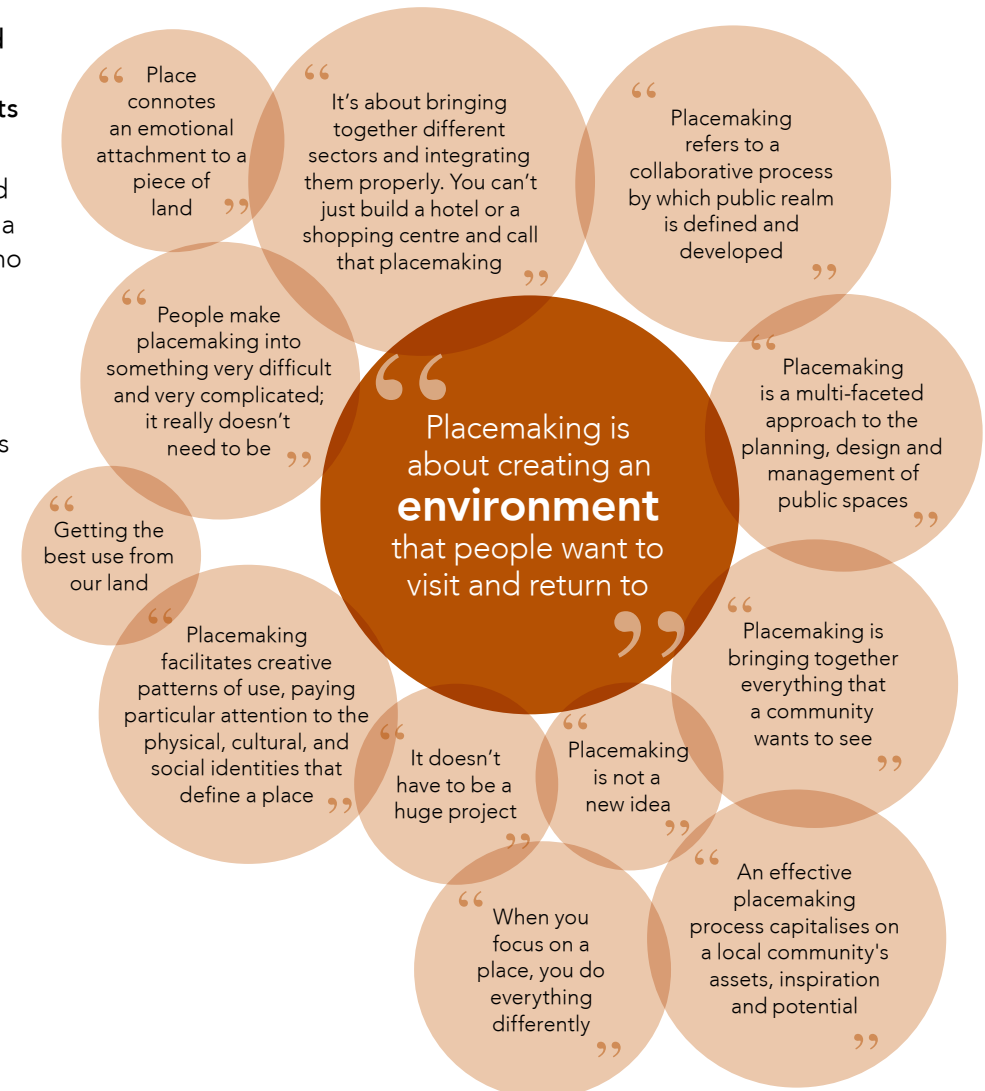 ts
a
“ Place
connotes
an emotional
attachment to a
piece of
land ”
“ It’s about bringing
together different
sectors and integrating
them properly. You can’t
just build a hotel or a
shopping centre and call
that placemaking ”
“ Placemaking
refers to a
collaborative process
by which public realm
is defined and
developed ”
“ People make
placemaking into
something very difficult
and very complicated;
it really doesn’t
need to be ”
“ Placemaking is
about creating an
environment
that people want to
visit and return to ”
“ Placemaking
is a multi-faceted
approach to the
planning, design and
management of
public spaces ”
“ Getting the
best use from
our land
“ Placemaking
facilitates creative
patterns of use, paying
particular attention to the
physical, cultural, and
social identities that
define a place ”
“ It doesn’t
have to be a
huge project ”
“ Placemaking
is not a
new idea ”
“ Placemaking is
bringing together
everything that
a community
wants to see ”
“ When you
focus on a
place, you do
everything
differently ”
“ An effective
placemaking
process capitalises on
a local community's
assets, inspiration
and potential ”